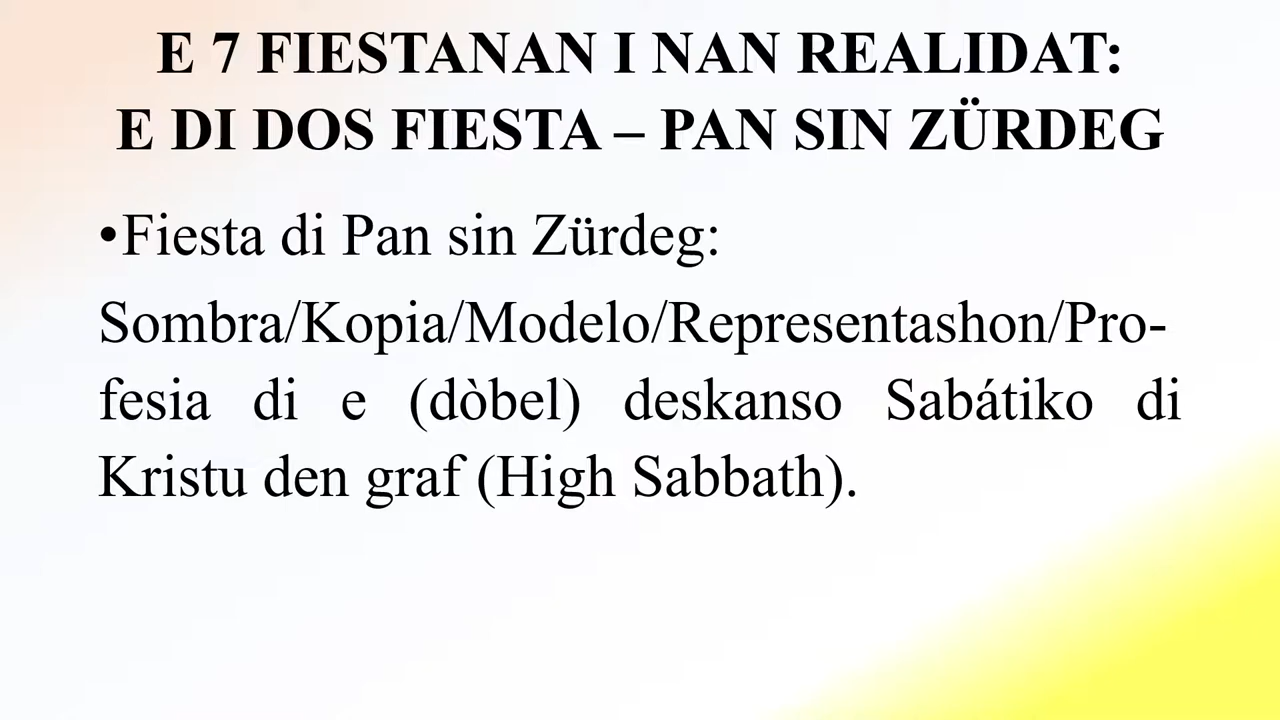 E 7 FIESTANAN I NAN REALIDAT:
E DI DOS FIESTA – PAN SIN ZÜRDEG
•Fiesta di Pan sin Zürdeg:
Sombra/Kopia/Modelo/Representashon/Pro-
fesia di e (dòbel) deskanso Sabátiko di
Kristu den graf (High Sabbath).